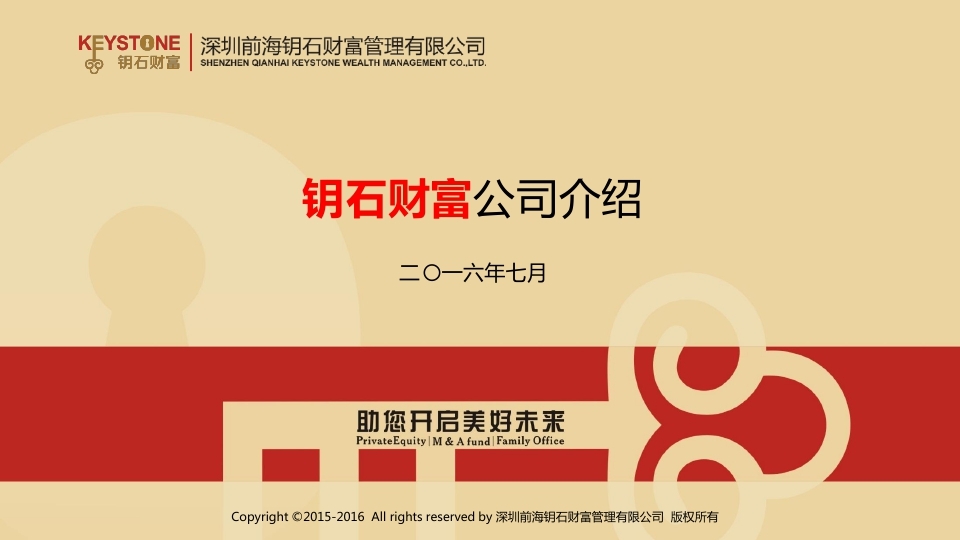 KEYSTONE
钥石财富
深圳前海钥石财富管理有限公司
SHENZHEN QIANHAI KEYSTONE WEALTH MANAGEMENT CO.,LTD.
钥石财富公司介绍
二〇一六年七月
助您开启美好未来
PrivateEquity|M & A fund|Family Office
Copyright ©2015-2016 All rights reserved by 深圳前海钥石财富管理有限公司 版权所有